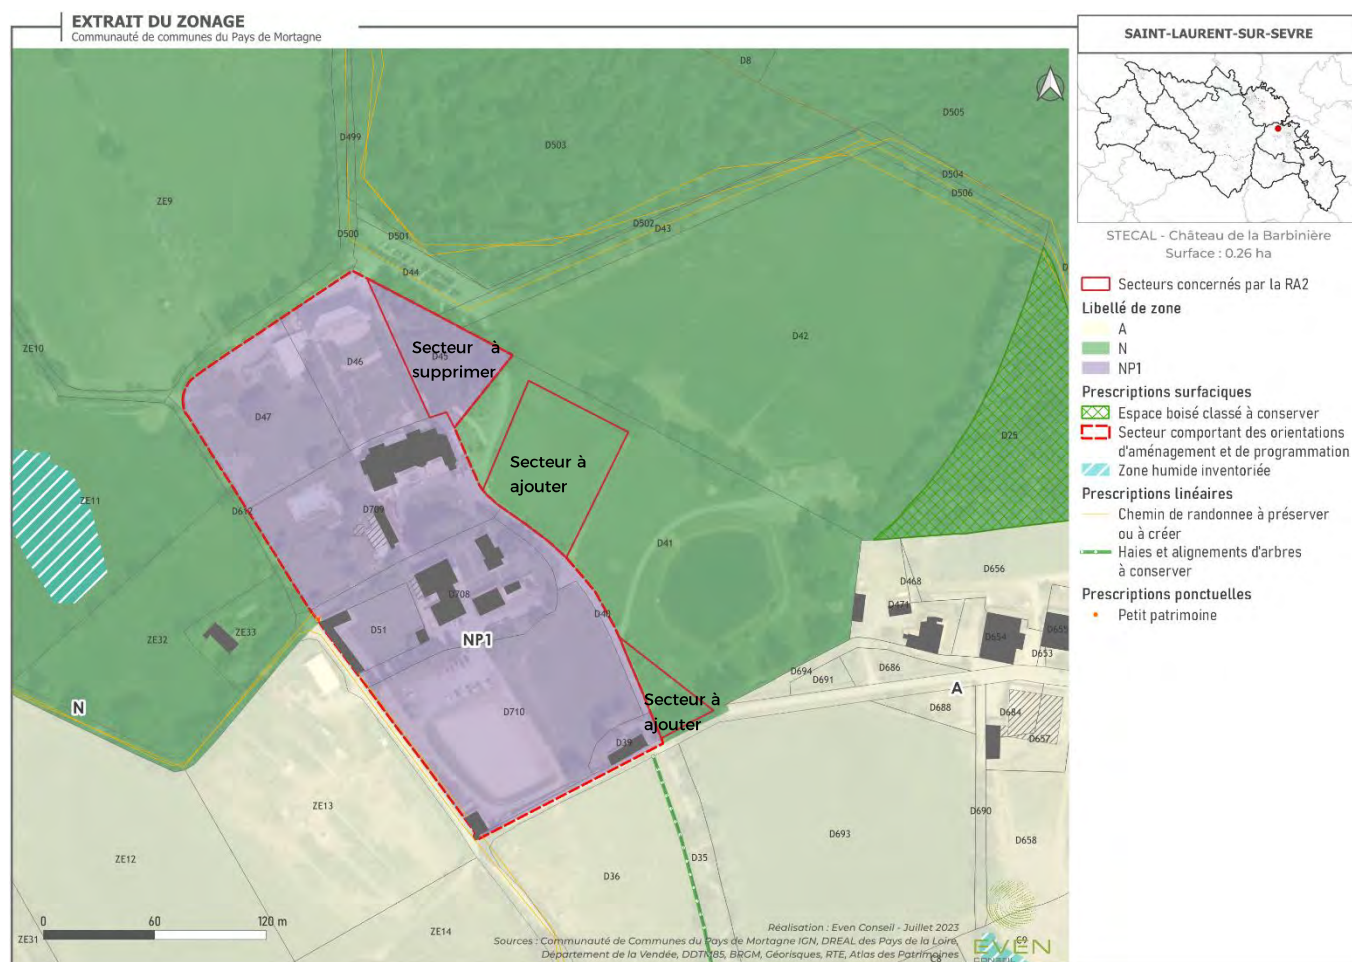 EXTRAIT DU ZONAGE
Communauté de communes du Pays de Mortagne
SAINT-LAURENT-SUR-SEVRE
STECAL - Château de la Barbinière
Surface : 0.26 ha
Secteurs concernés par la RA2
Libellé de zone
A
N
NP1
Prescriptions surfaciques
Espace boisé classé à conserver
Secteur comportant des orientations
d'aménagement et de programmation
Zone humide inventoriée
Prescriptions linéaires
Chemin de randonnee à préserver
ou à créer
Haies et alignements d'arbres
à conserver
Prescriptions ponctuelles
Petit patrimoine
D8
D505
D499
D503
D504
D506
ZE9
D502
D43
D500
D501
D44
D42
ZE10
Secteur à
supprimer
D45
D46
D47
D25
Secteur à
ajouter
ZE11
D612
D709
D41
D656
D468
D471
D708
D40
D51
D654
D655
D653
ZE32
ZE33
NP1
D694
D691
D686
A
N
Secteur à
ajouter
D710
D688
D684
D657
D39
ZE13
D690
D693
D658
ZE12
D35
D36
0
60
120 m
ZE31
ZE14
Réalisation : Even Conseil - Juillet 2023
Sources : Communauté de Communes du Pays de Mortagne IGN, DREAL des Pays de la Loire,
Département de la Vendée, DDTM85, BRGM, Géorisques, RTE, Atlas des Patrimoines
EVEN
CONSEIL
C9
C8